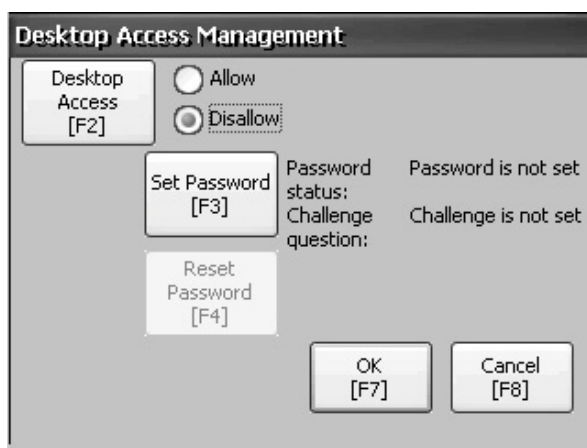 Desktop Access Management
Desktop
Access
[F2]
Allow
Disallow
Set Password
[F3]
Password
status:
Password is not set
Challenge
question:
Challenge is not set
Reset
Password
[F4]
OK
[F7]
Cancel
[F8]